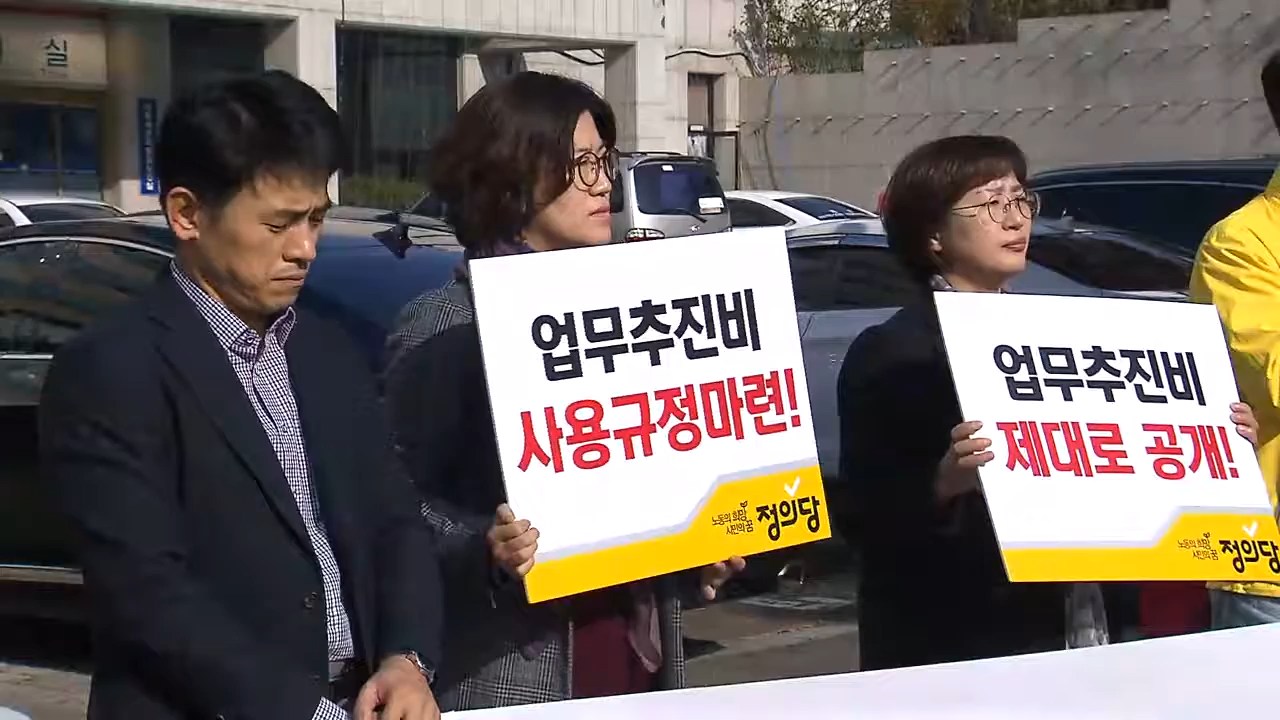 실
업무추진비
사용규정마련!
노동의 희망
시민의 꿈
정의당
업무추진비
제대로 공개!
노동의 희망
시민의 꿈
정의당